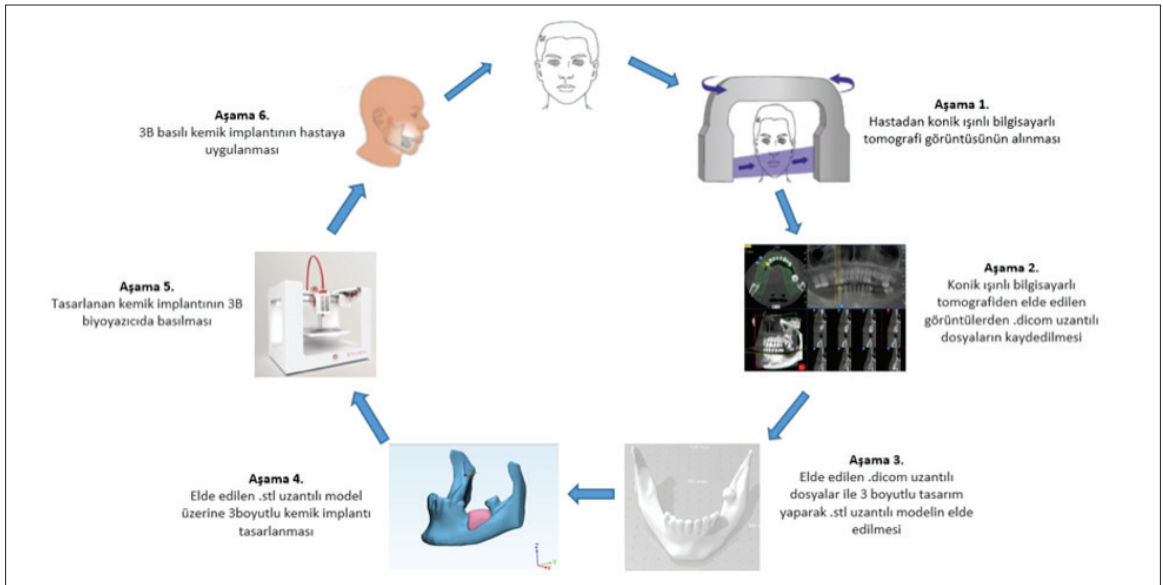 Aşama 1.
Hastadan konik ışınlı bilgisayarlı
tomografi görüntüsünün alınması
Aşama 2.
Konik ışınlı bilgisayarlı
tomografiden elde edilen
görüntülerden .dicom uzantılı
dosyaların kaydedilmesi
Aşama 3.
Elde edilen .dicom uzantılı
dosyalar ile 3 boyutlu tasarım
yaparak .stl uzantılı modelin elde
edilmesi
Aşama 4.
Elde edilen .stl uzantılı model
üzerine 3boyutlu kemik implantı
tasarlanması
Aşama 5.
Tasarlanan kemik implantının 3B
biyoyazıcıda basılması
Aşama 6.
3B basılı kemik implantının hastaya
uygulanması